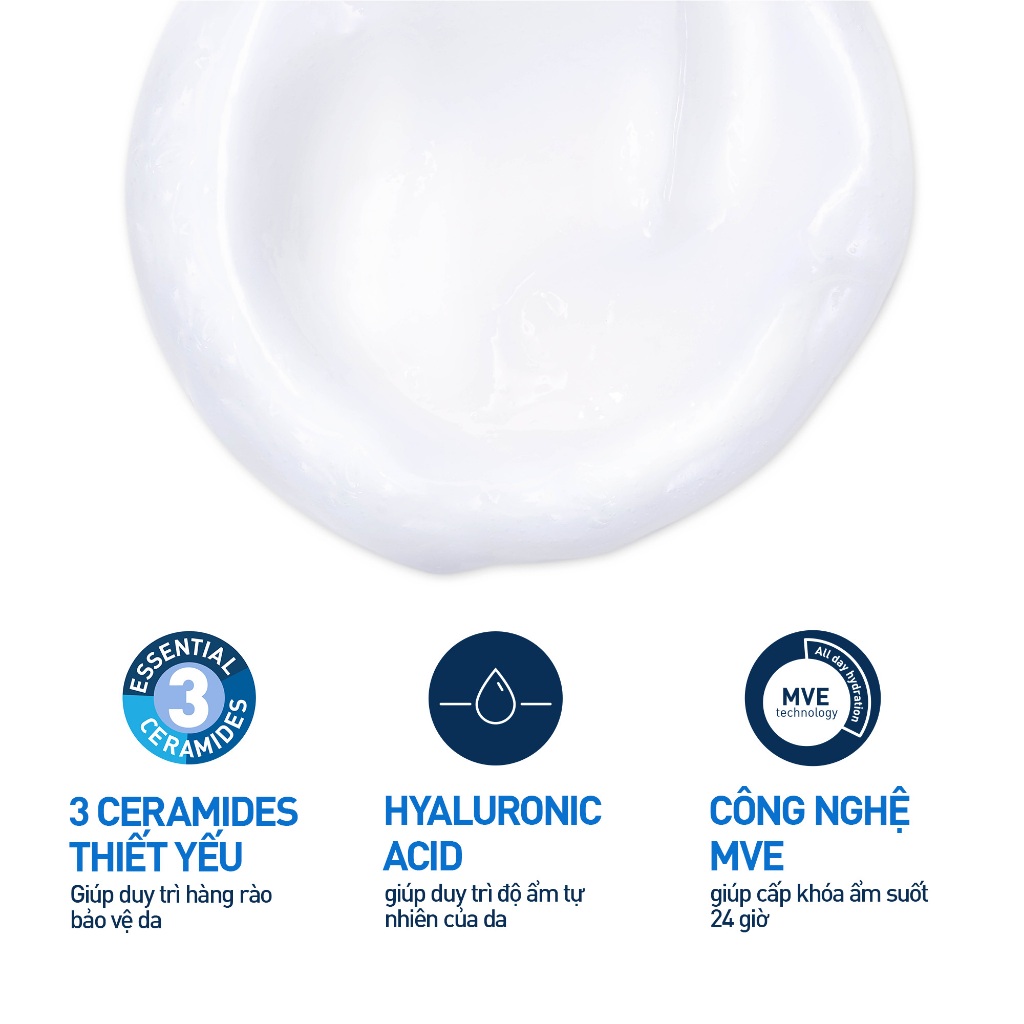 ESSENTIAL
3
CERAMIDES
All day hydration
MVE
technology
3 CERAMIDES
THIẾT YẾU
Giúp duy trì hàng rào
bảo vệ da
HYALURONIC
ACID
giúp duy trì độ ẩm tự
nhiên của da
CÔNG NGHỆ
MVE
giúp cấp khóa ẩm suốt
24 giờ